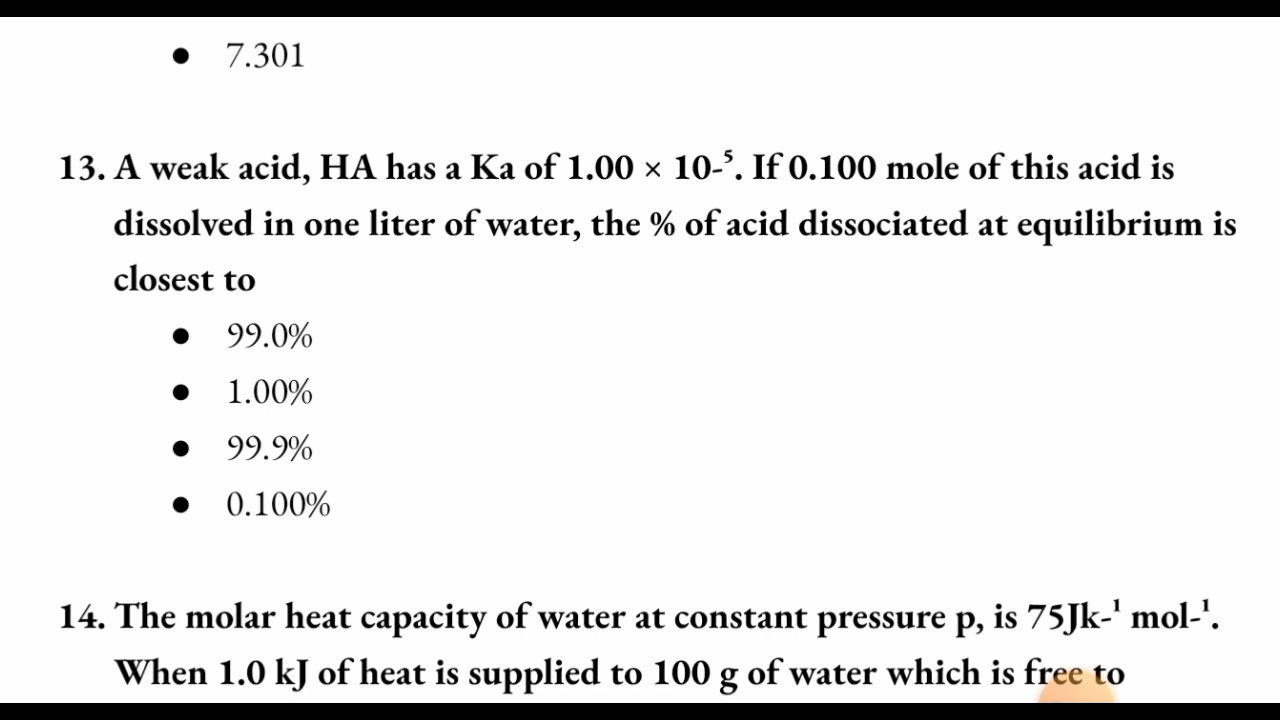 ● 7.301
13. A weak acid, HA has a Ka of 1.00 × 10-⁵. If 0.100 mole of this acid is
dissolved in one liter of water, the % of acid dissociated at equilibrium is
closest to
● 99.0%
● 1.00%
● 99.9%
● 0.100%
14. The molar heat capacity of water at constant pressure p, is 75Jk-¹ mol-¹.
When 1.0 kJ of heat is supplied to 100 g of water which is free to